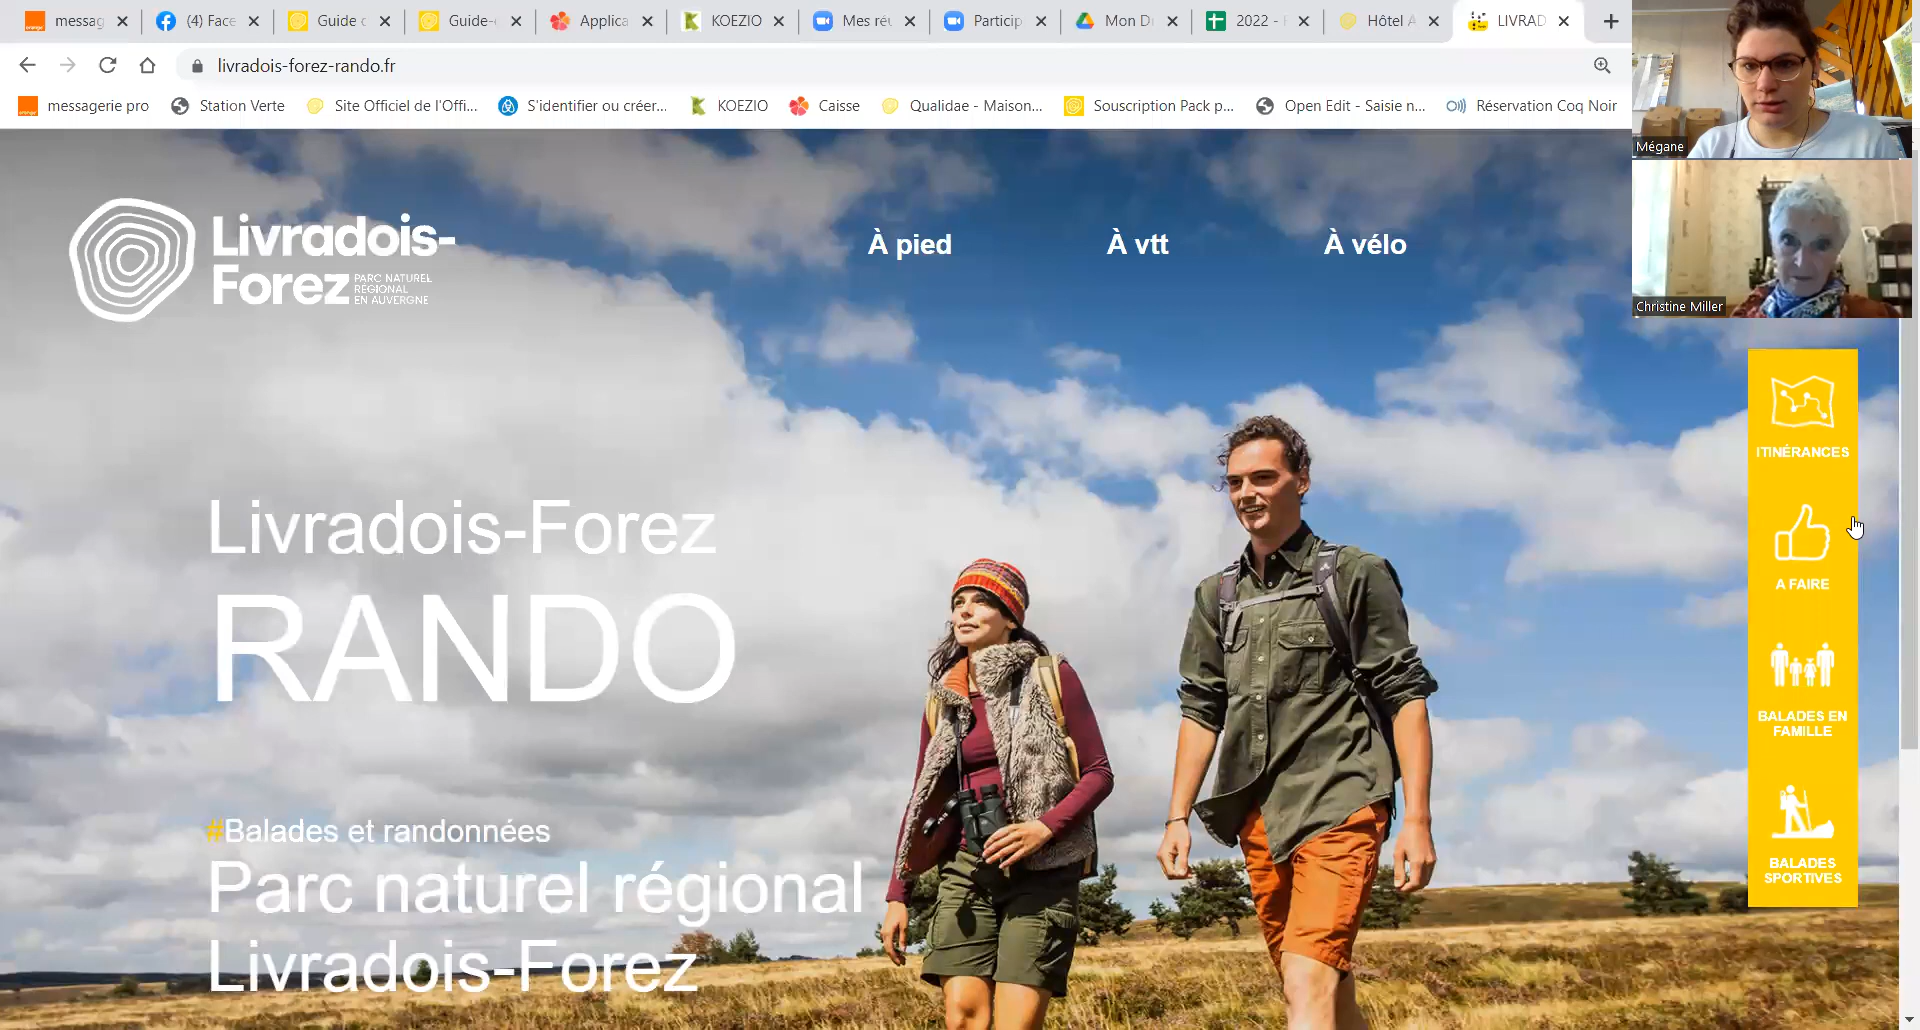 messag
(4) Face
Guide d
Guide-
Applica
KOEZIO
Mes réu
Particip
Mon D
2022 -
Hôtel A
LIVRAD
livradois-forez-rando.fr
messagerie pro
Station Verte
Site Officiel de l'Offi...
S'identifier ou créer...
KOEZIO
Caisse
Qualidae - Maison...
Souscription Pack p...
Open Edit - Saisie n...
Réservation Coq Noir
Mégane
Christine Miller
Livradois-
Forez
PARC NATUREL
RÉGIONAL
EN AUVERGNE
À pied
À vtt
À vélo
ITINÉRANCES
A FAIRE
BALADES EN
FAMILLE
BALADES
SPORTIVES
Livradois-Forez
RANDO
#Balades et randonnées
Parc naturel régional
Livradois-Forez